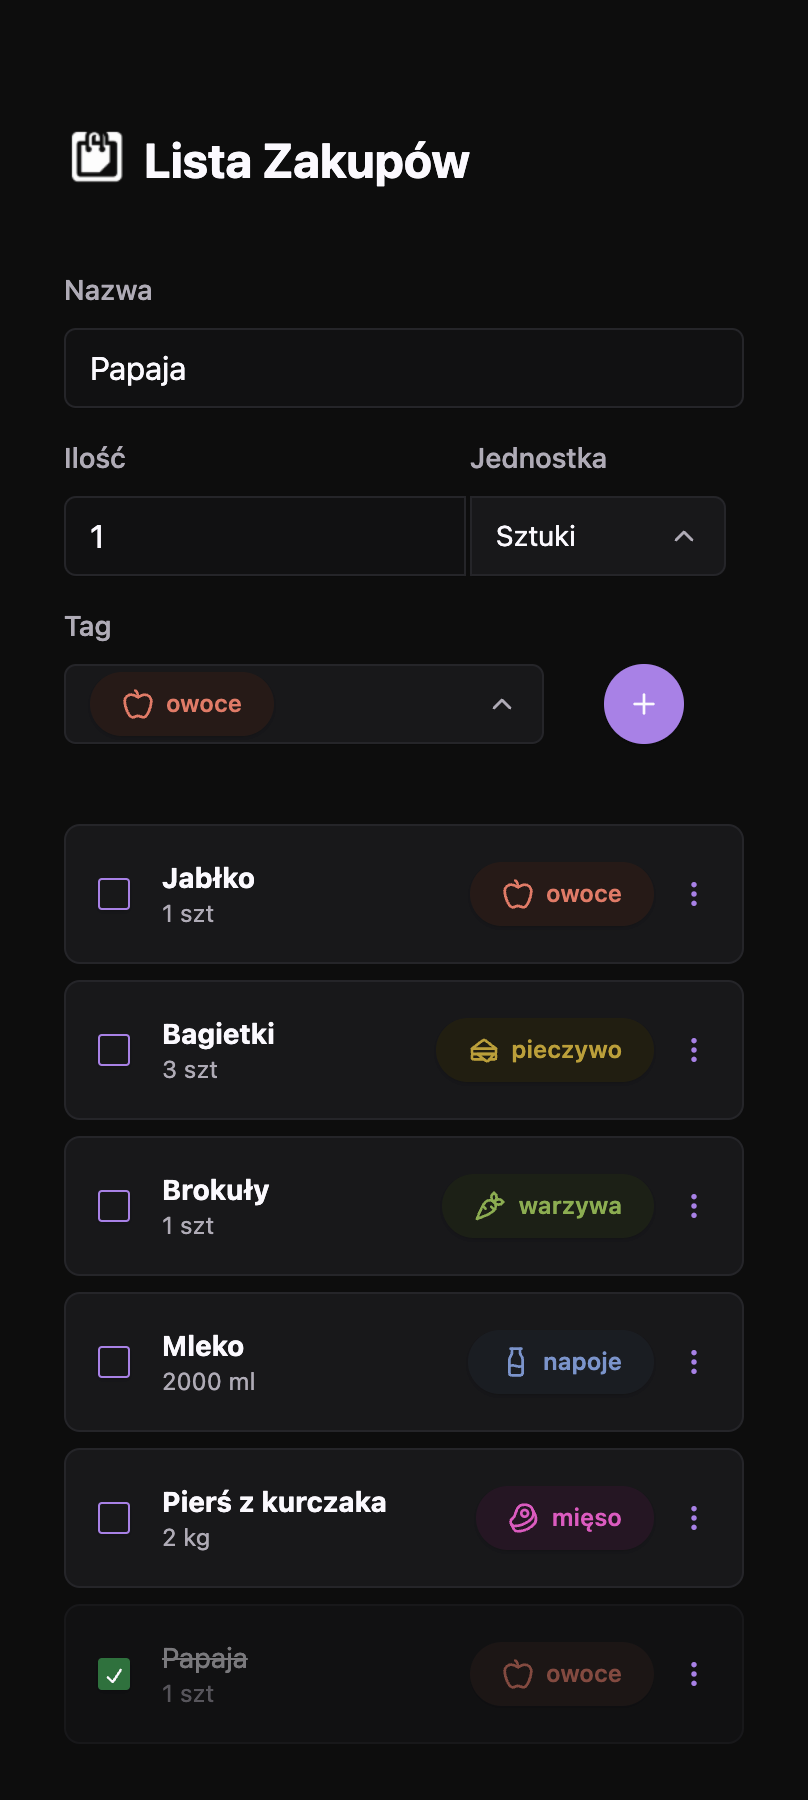 Lista Zakupów
Nazwa
Papaja
Ilość
Jednostka
1
Sztuki
Tag
owoce
Jabłko
1 szt
owoce
Bagietki
3 szt
pieczywo
Brokuły
1 szt
warzywa
Mleko
2000 ml
napoje
Pierś z kurczaka
2 kg
mięso
Papaja
1 szt
owoce